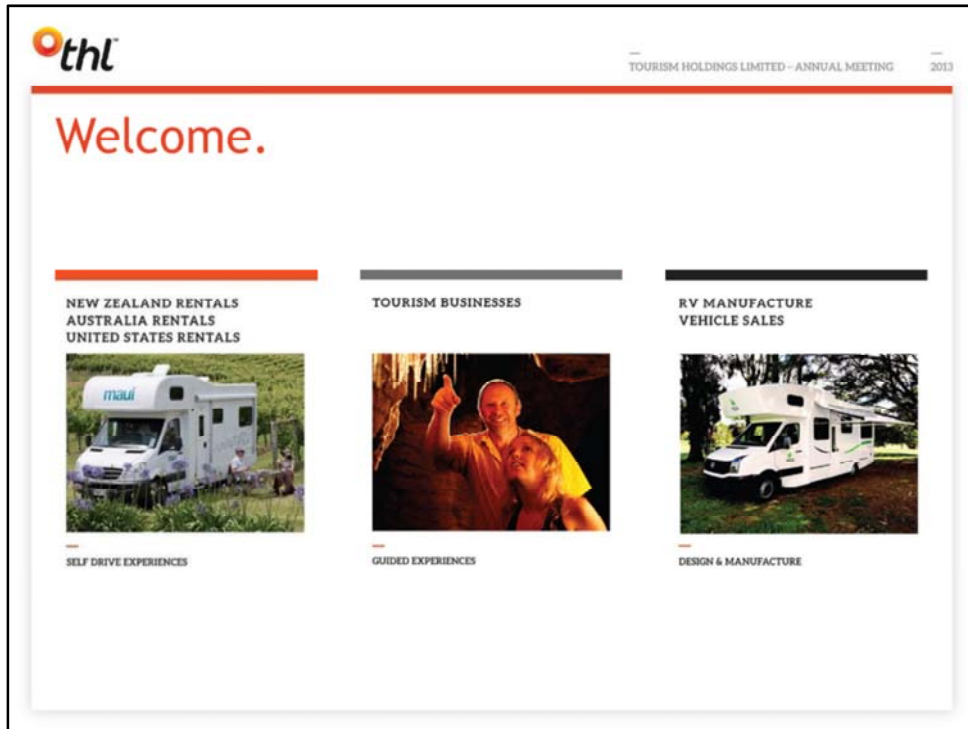 thl™
TOURISM HOLDINGS LIMITED – ANNUAL MEETING 2013
Welcome.
NEW ZEALAND RENTALS
AUSTRALIA RENTALS
UNITED STATES RENTALS
maui
SELF DRIVE EXPERIENCES
TOURISM BUSINESSES
GUIDED EXPERIENCES
RV MANUFACTURE
VEHICLE SALES
DESIGN & MANUFACTURE